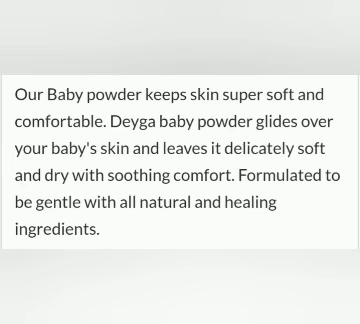 Our Baby powder keeps skin super soft and
comfortable. Deyga baby powder glides over
your baby's skin and leaves it delicately soft
and dry with soothing comfort. Formulated to
be gentle with all natural and healing
ingredients.